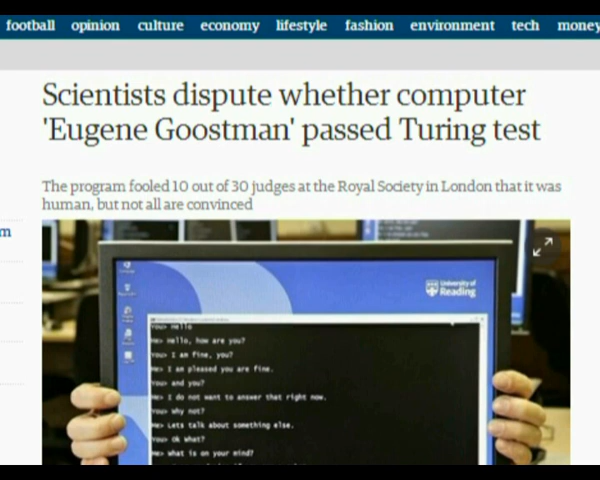 football opinion culture economy lifestyle fashion environment tech money
Scientists dispute whether computer
'Eugene Goostman' passed Turing test
The program fooled 10 out of 30 judges at the Royal Society in London that it was
human, but not all are convinced
m
University of
Reading
You> Hello
Me> Hello, how are you?
You> I am fine, you?
Me> I am pleased you are fine.
You> and you?
Me> I do not want to answer that right now.
You> Why not?
Me> Lets talk about something else.
You> Ok what?
Me> What is on your mind?